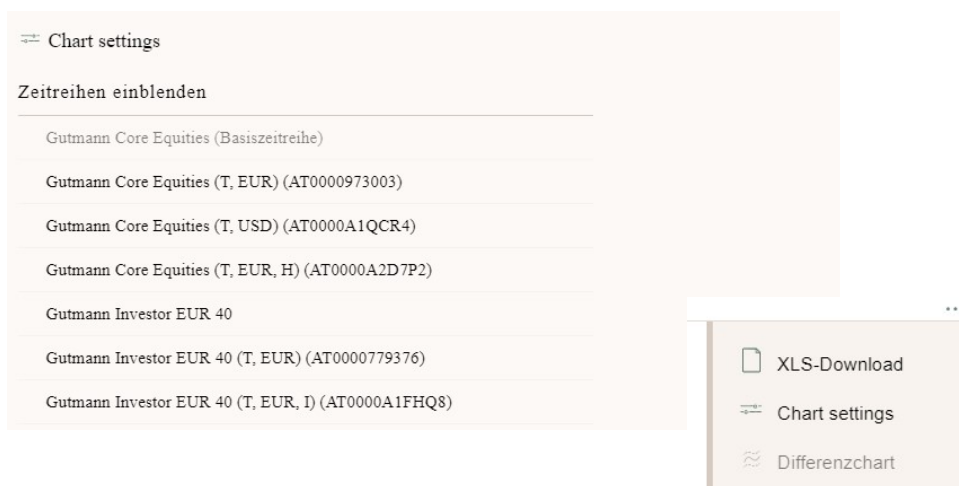 Chart settings
Zeitreihen einblenden
Gutmann Core Equities (Basiszeitreihe)
Gutmann Core Equities (T, EUR) (AT0000973003)
Gutmann Core Equities (T, USD) (AT0000A1QCR4)
Gutmann Core Equities (T, EUR, H) (AT0000A2D7P2)
Gutmann Investor EUR 40
Gutmann Investor EUR 40 (T, EUR) (AT0000779376)
Gutmann Investor EUR 40 (T, EUR, I) (AT0000A1FHQ8)
XLS-Download
Chart settings
Differenzchart